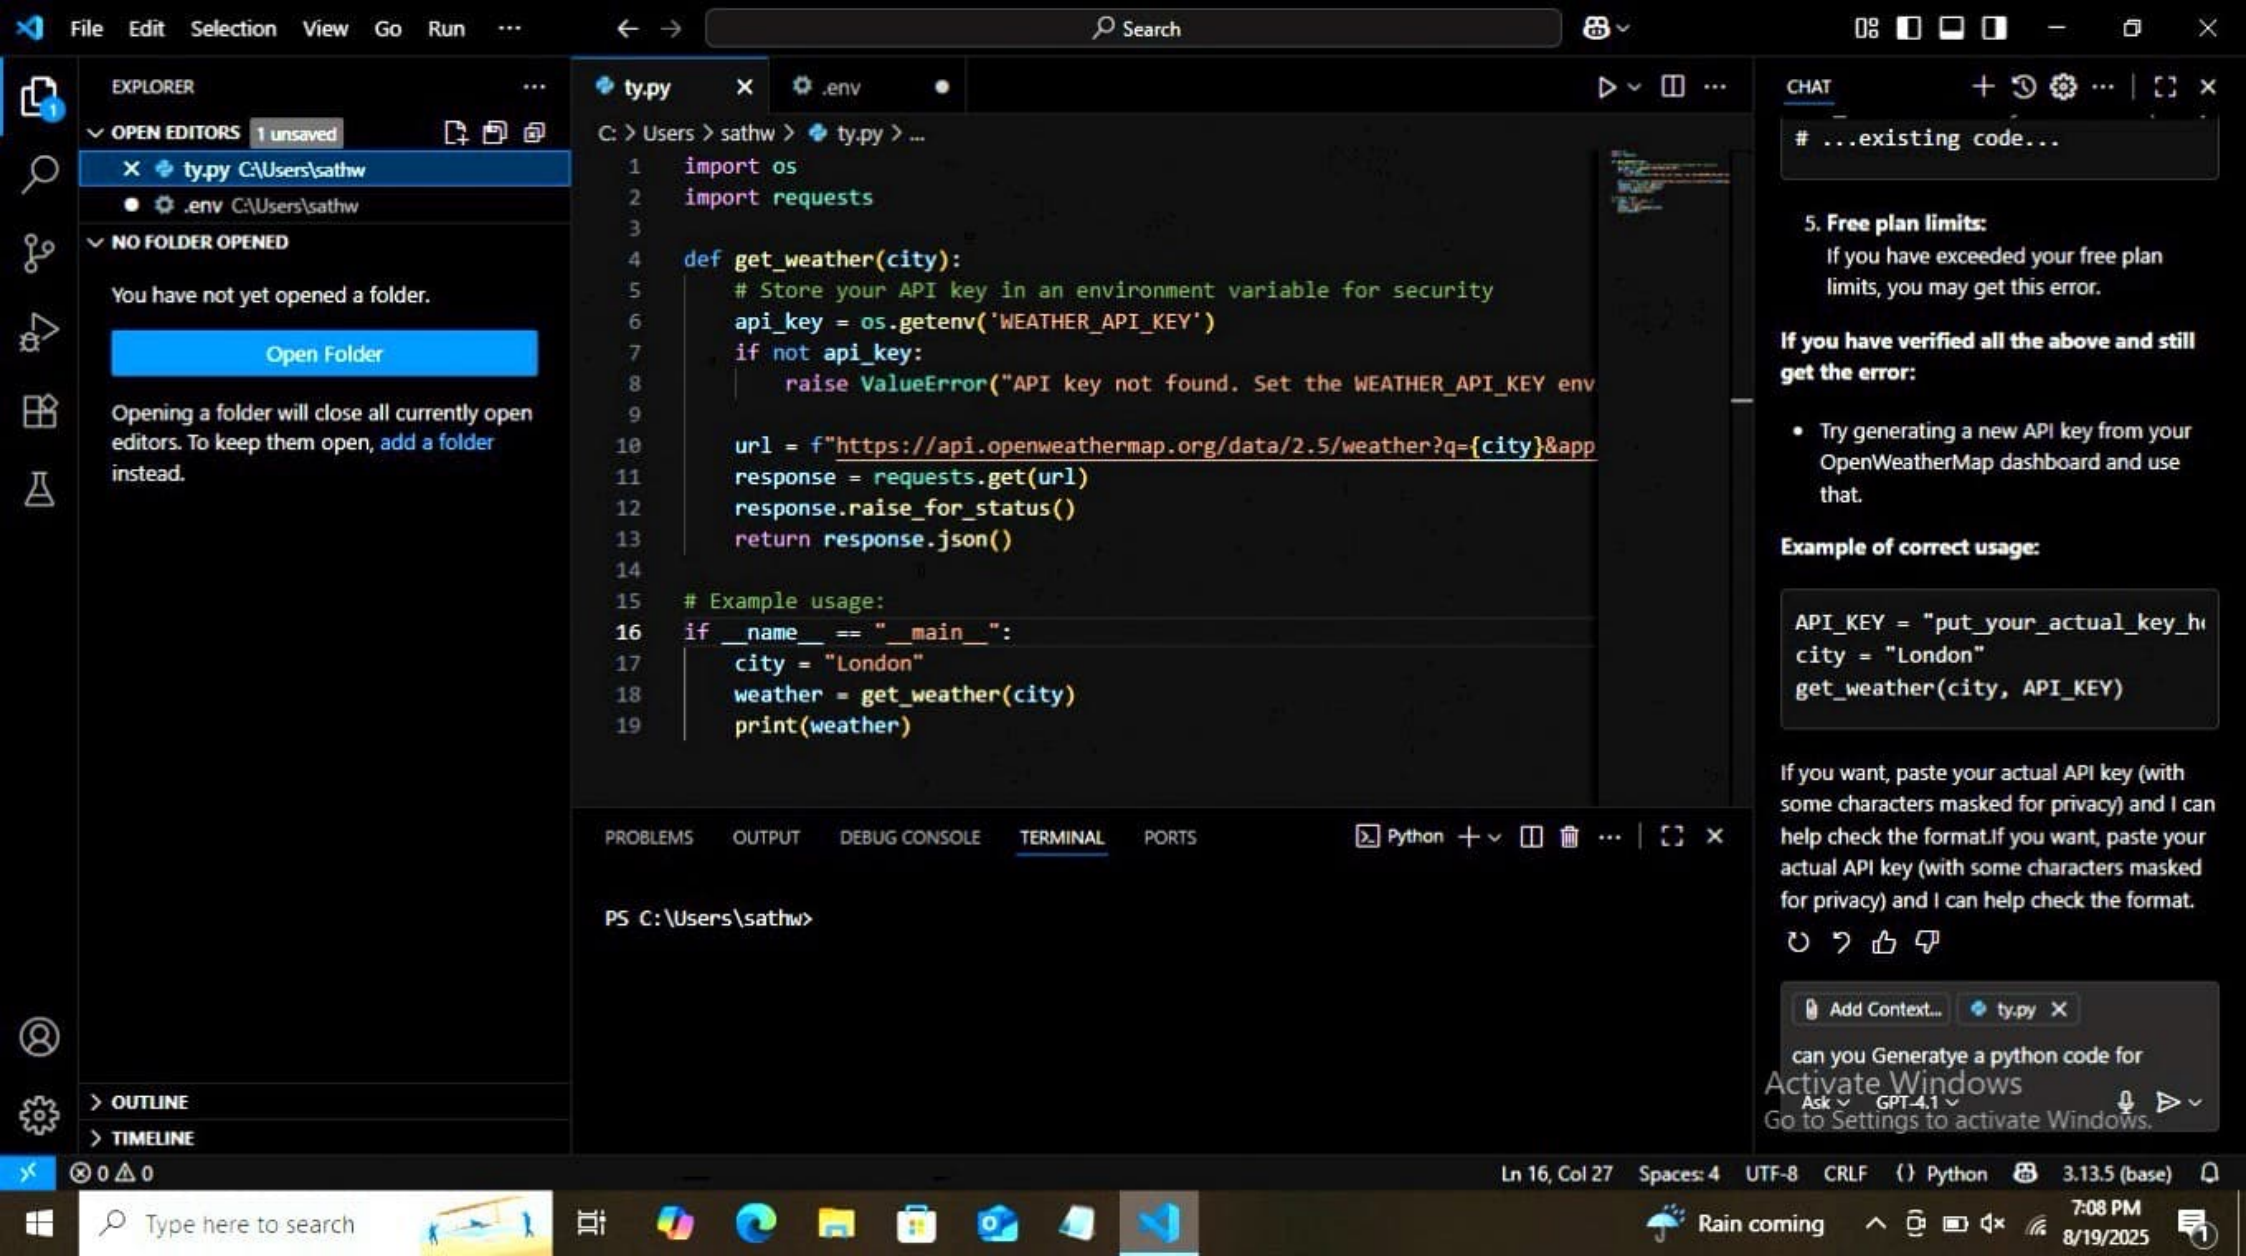 File Edit Selection View Go Run ...
Search
EXPLORER
OPEN EDITORS 1 unsaved
ty.py C:\Users\sathw
.env C:\Users\sathw
NO FOLDER OPENED
You have not yet opened a folder.
Open Folder
Opening a folder will close all currently open
editors. To keep them open, add a folder
instead.
OUTLINE
TIMELINE
ty.py
.env
C: > Users > sathw > ty.py > ...
1 import os
2 import requests
3
4 def get_weather(city):
5 # Store your API key in an environment variable for security
6 api_key = os.getenv('WEATHER_API_KEY')
7 if not api_key:
8 raise ValueError("API key not found. Set the WEATHER_API_KEY env
9
10 url = f"https://api.openweathermap.org/data/2.5/weather?q={city}&app
11 response = requests.get(url)
12 response.raise_for_status()
13 return response.json()
14
15 # Example usage:
16 if __name__ == "__main__":
17 city = "London"
18 weather = get_weather(city)
19 print(weather)
PROBLEMS OUTPUT DEBUG CONSOLE TERMINAL PORTS
Python
PS C:\Users\sathw>
CHAT
# ...existing code...
5. Free plan limits:
If you have exceeded your free plan
limits, you may get this error.
If you have verified all the above and still
get the error:
• Try generating a new API key from your
OpenWeatherMap dashboard and use
that.
Example of correct usage:
API_KEY = "put_your_actual_key_he
city = "London"
get_weather(city, API_KEY)
If you want, paste your actual API key (with
some characters masked for privacy) and I can
help check the format.If you want, paste your
actual API key (with some characters masked
for privacy) and I can help check the format.
Add Context... ty.py
can you Generatye a python code for
Activate Windows
Ask GPT-4.1
Go to Settings to activate Windows.
0 0
Ln 16, Col 27 Spaces: 4 UTF-8 CRLF {} Python 3.13.5 (base)
Type here to search
Rain coming
7:08 PM
8/19/2025
1